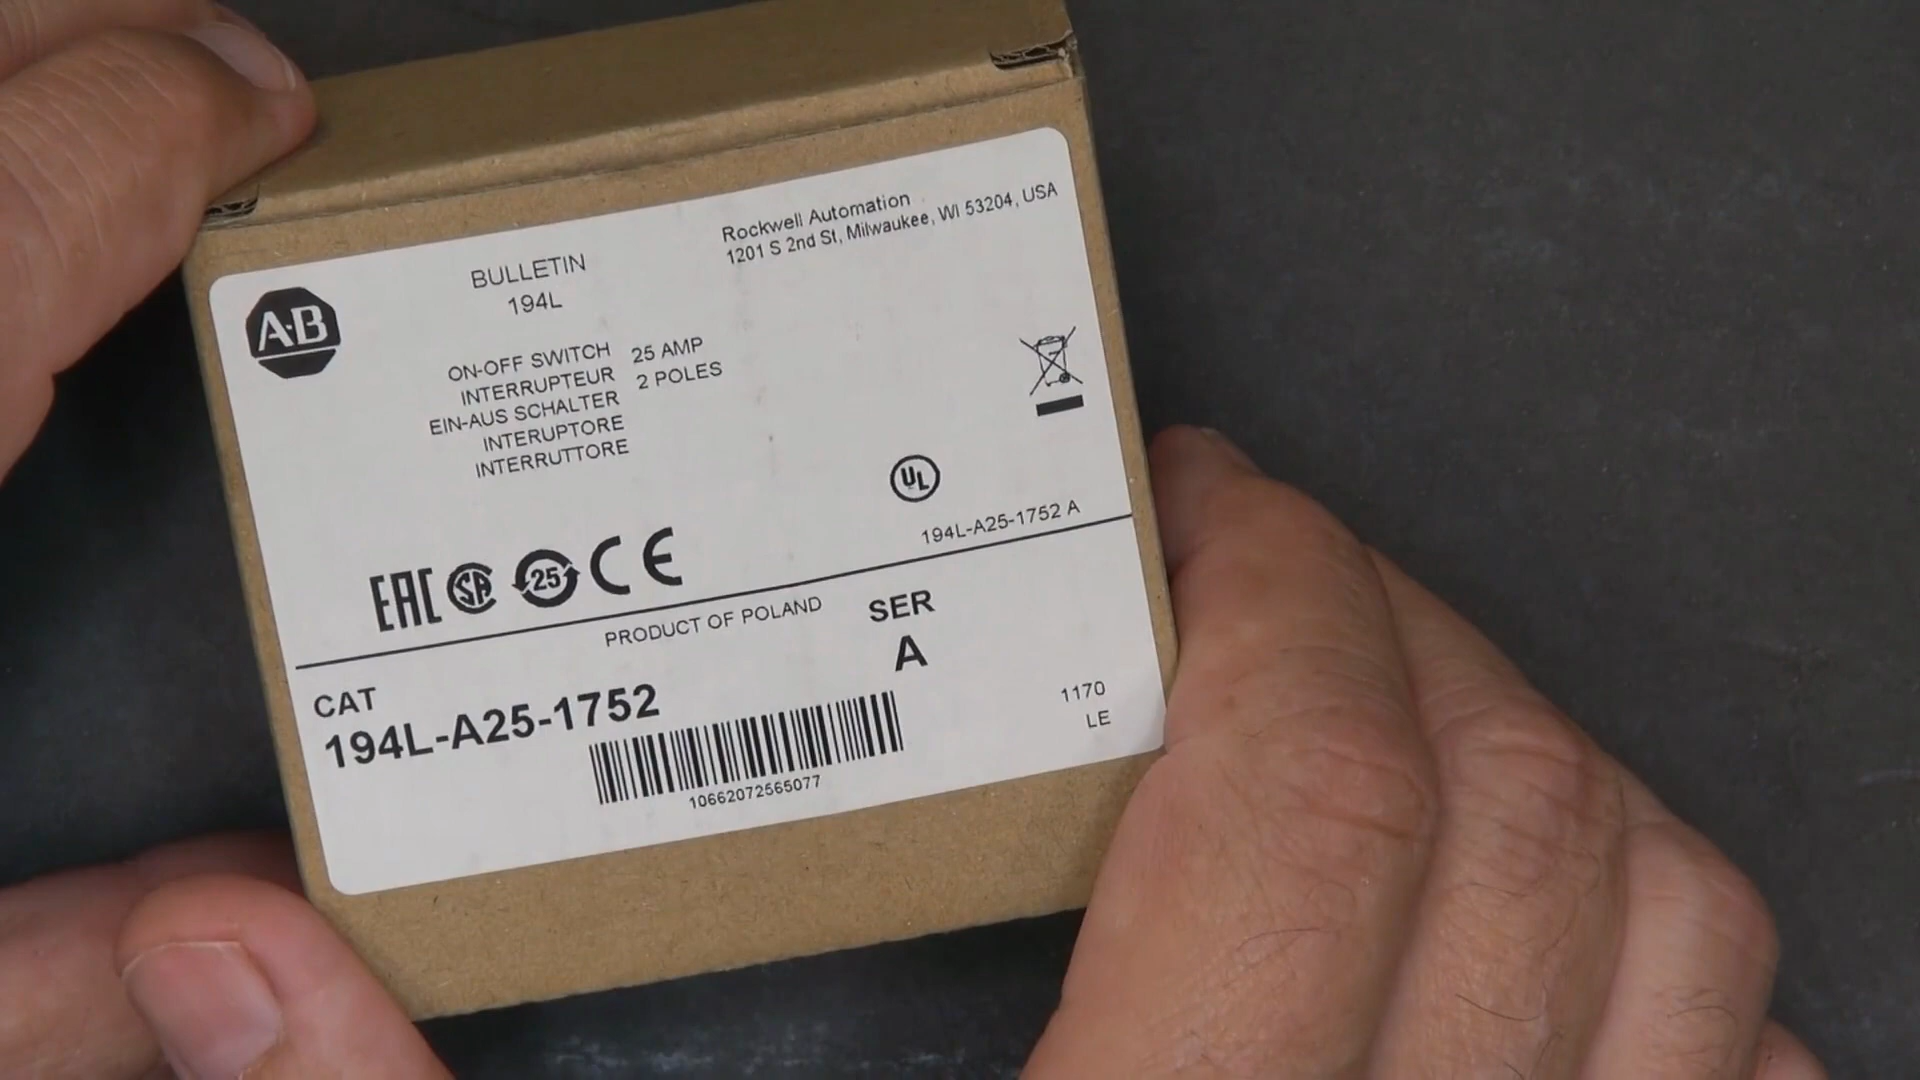 Rockwell Automation
1201 S 2nd St, Milwaukee, WI 53204, USA
A·B
BULLETIN
194L
ON-OFF SWITCH 25 AMP
INTERRUPTEUR 2 POLES
EIN-AUS SCHALTER
INTERUPTORE
INTERRUTTORE
UL
194L-A25-1752 A
EAC SA 25 CE
PRODUCT OF POLAND
SER
A
CAT
194L-A25-1752
1170
LE
10662072565077